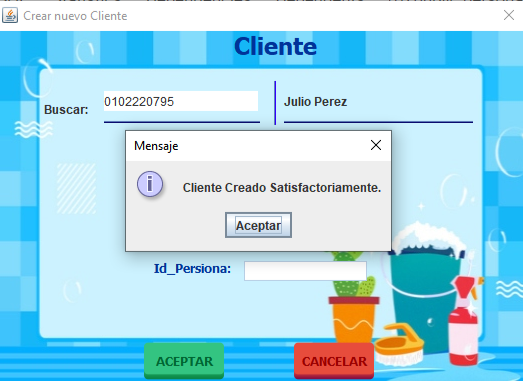 Crear nuevo Cliente
Cliente
Buscar:
0102220795
Julio Perez
Mensaje
Cliente Creado Satisfactoriamente.
Aceptar
Id_Persiona:
ACEPTAR
CANCELAR